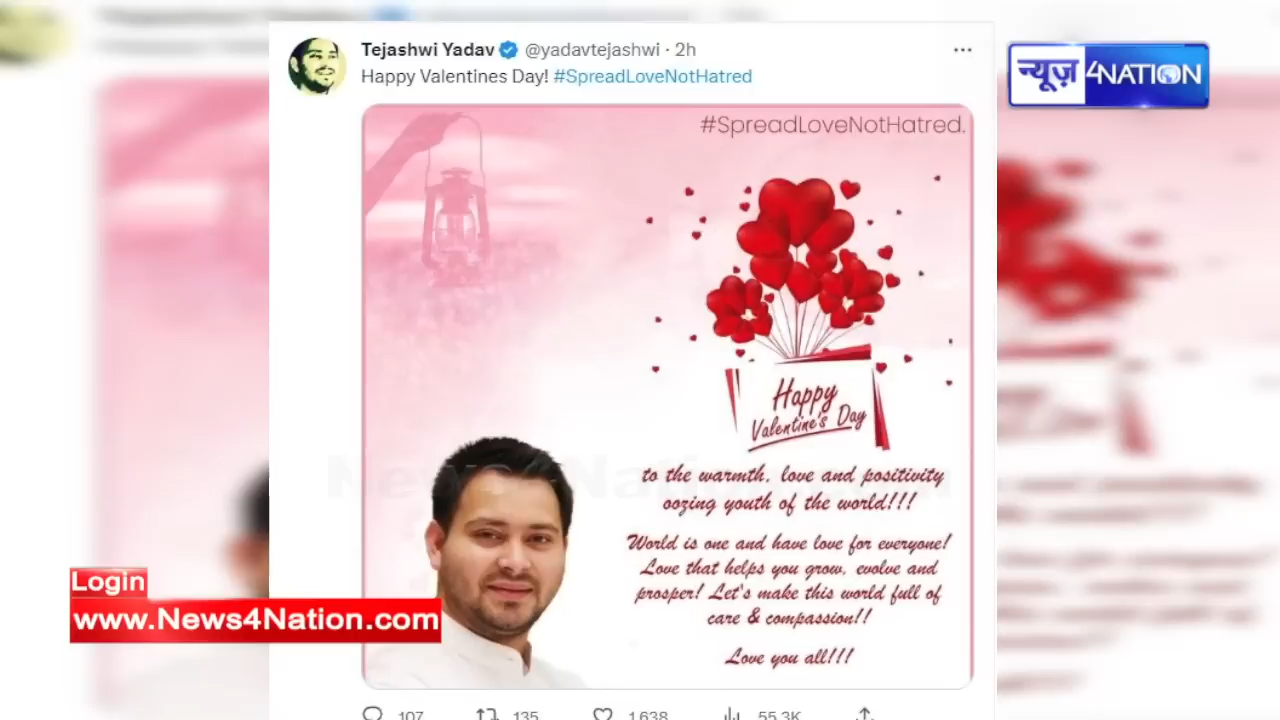 Tejashwi Yadav @yadavtejashwi · 2h
Happy Valentines Day! #SpreadLoveNotHatred
न्यूज़ 4NATION
#SpreadLoveNotHatred.
Happy
Valentine's Day
to the warmth, love and positivity
oozing youth of the world!!!
World is one and have love for everyone!
Love that helps you grow, evolve and
prosper! Let's make this world full of
care & compassion!!
Love you all!!!
News4Nation
Login
www.News4Nation.com
107 135 1,638 55.3K